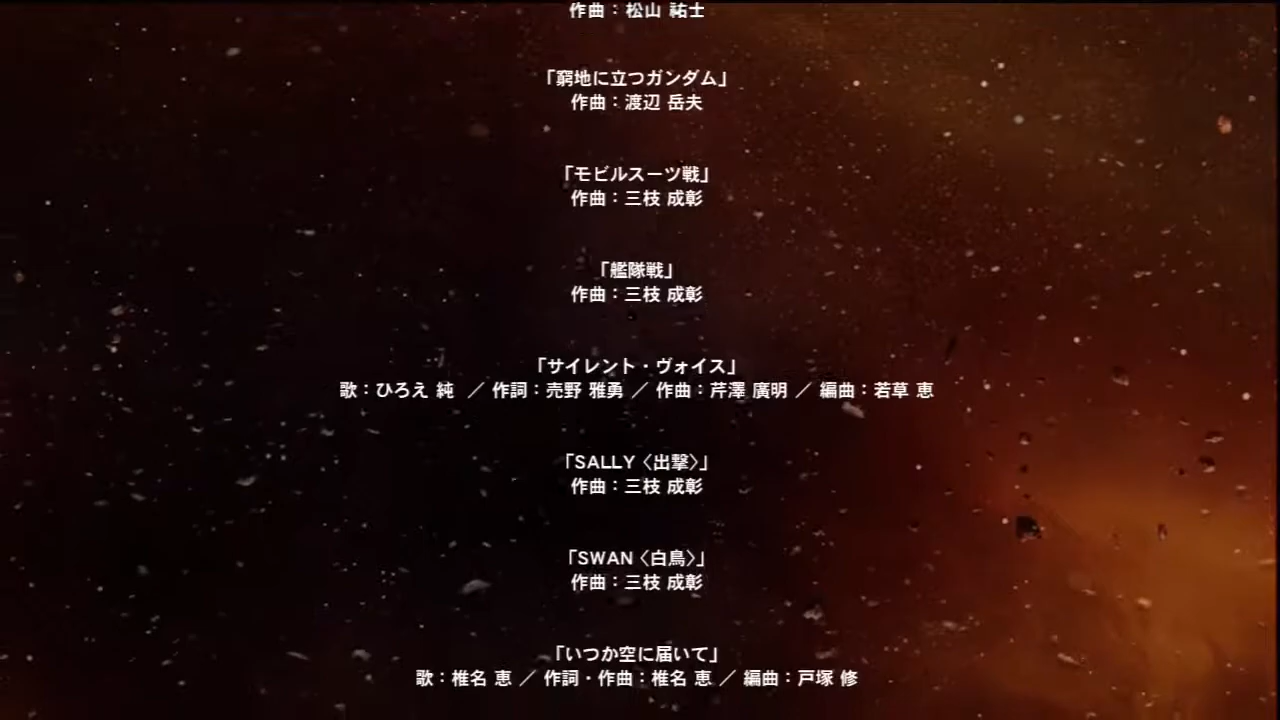 作曲：松山 祐士
「窮地に立つガンダム」
作曲：渡辺 岳夫
「モビルスーツ戦」
作曲：三枝 成彰
「艦隊戦」
作曲：三枝 成彰
「サイレント・ヴォイス」
歌：ひろえ 純 ／ 作詞：売野 雅勇 ／ 作曲：芹澤 廣明 ／ 編曲：若草 恵
「SALLY〈出撃〉」
作曲：三枝 成彰
「SWAN〈白鳥〉」
作曲：三枝 成彰
「いつか空に届いて」
歌：椎名 恵 ／ 作詞・作曲：椎名 恵 ／ 編曲：戸塚 修